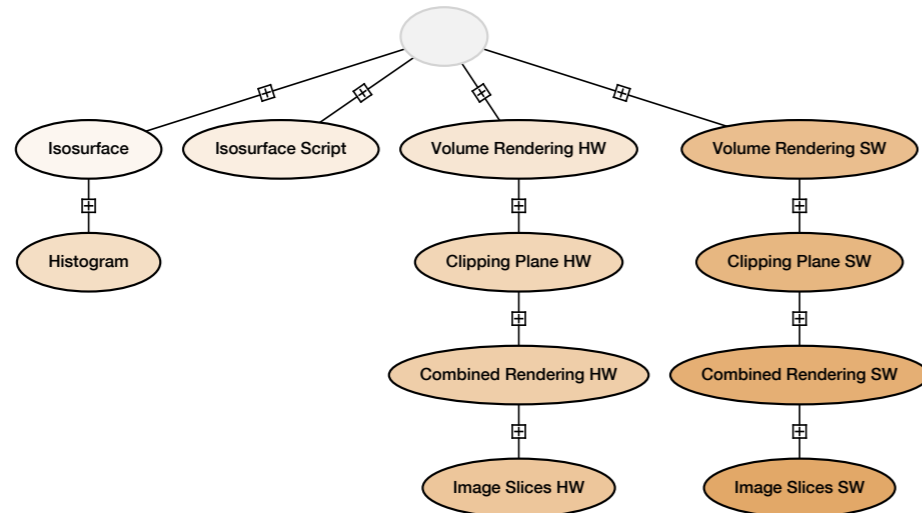 Isosurface
Isosurface Script
Volume Rendering HW
Volume Rendering SW
Histogram
Clipping Plane HW
Clipping Plane SW
Combined Rendering HW
Combined Rendering SW
Image Slices HW
Image Slices SW